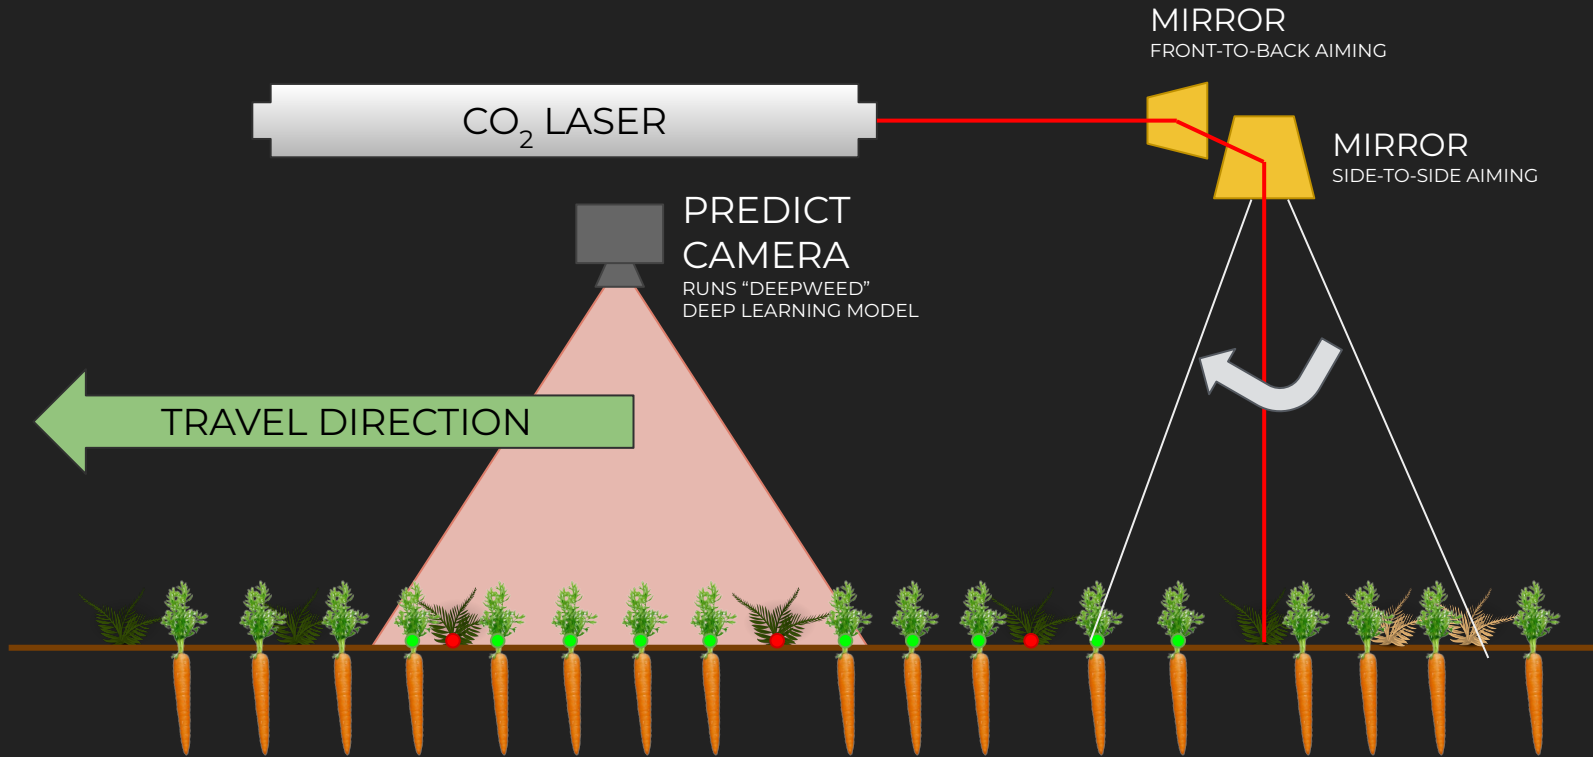 MIRROR
FRONT-TO-BACK AIMING
CO₂ LASER
MIRROR
SIDE-TO-SIDE AIMING
PREDICT
CAMERA
RUNS “DEEPWEED”
DEEP LEARNING MODEL
TRAVEL DIRECTION